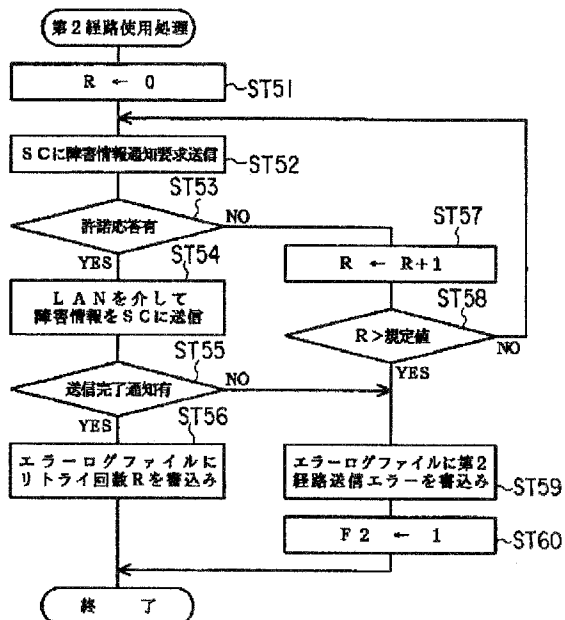 第2経路使用処理
R ← 0
ST51
SCに障害情報通知要求送信
ST52
ST53
許諾応答有
NO
YES
ST54
LANを介して
障害情報をSCに送信
ST55
送信完了通知有
NO
YES
ST56
エラーログファイルに
リトライ回数Rを書込み
ST57
R ← R+1
ST58
R>規定値
NO
YES
エラーログファイルに第2
経路送信エラーを書込み
ST59
F2 ← 1
ST60
終 了